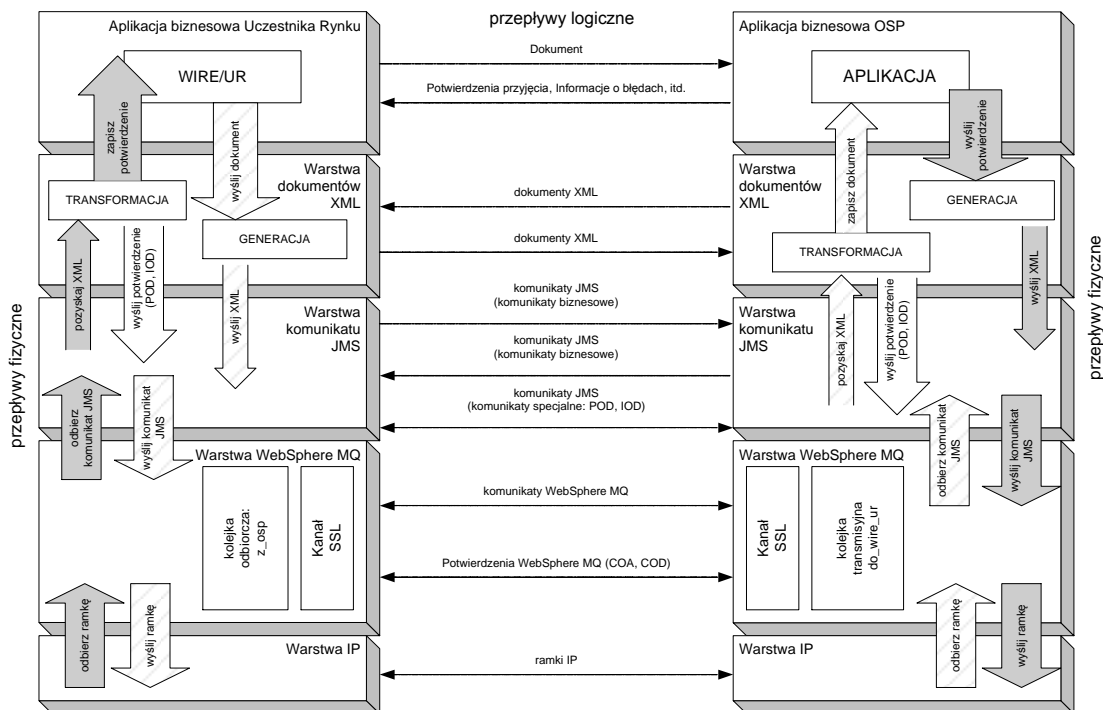 przepływy logiczne
Aplikacja biznesowa Uczestnika Rynku
WIRE/UR
zapisz
potwierdzenie
wyślij dokument
Dokument
Potwierdzenia przyjęcia, Informacje o błędach, itd.
Aplikacja biznesowa OSP
APLIKACJA
zapisz dokument
wyślij
potwierdzenie
Warstwa
dokumentów
XML
TRANSFORMACJA
GENERACJA
pozyskaj XML
wyślij potwierdzenie
(POD, IOD)
wyślij XML
dokumenty XML
dokumenty XML
Warstwa
dokumentów
XML
GENERACJA
TRANSFORMACJA
pozyskaj XML
wyślij potwierdzenie
(POD, IOD)
wyślij XML
przepływy fizyczne
przepływy fizyczne
Warstwa
komunikatu
JMS
odbierz
komunikat JMS
wyślij komunikat
JMS
komunikaty JMS
(komunikaty biznesowe)
komunikaty JMS
(komunikaty biznesowe)
komunikaty JMS
(komunikaty specjalne: POD, IOD)
Warstwa
komunikatu
JMS
odbierz komunikat
JMS
wyślij komunikat
JMS
Warstwa WebSphere MQ
kolejka
odbiorcza:
z_osp
Kanał
SSL
komunikaty WebSphere MQ
Potwierdzenia WebSphere MQ (COA, COD)
Warstwa WebSphere MQ
Kanał
SSL
kolejka
transmisyjna
do_wire_ur
odbierz ramkę
wyślij ramkę
odbierz ramkę
wyślij ramkę
Warstwa IP
ramki IP
Warstwa IP